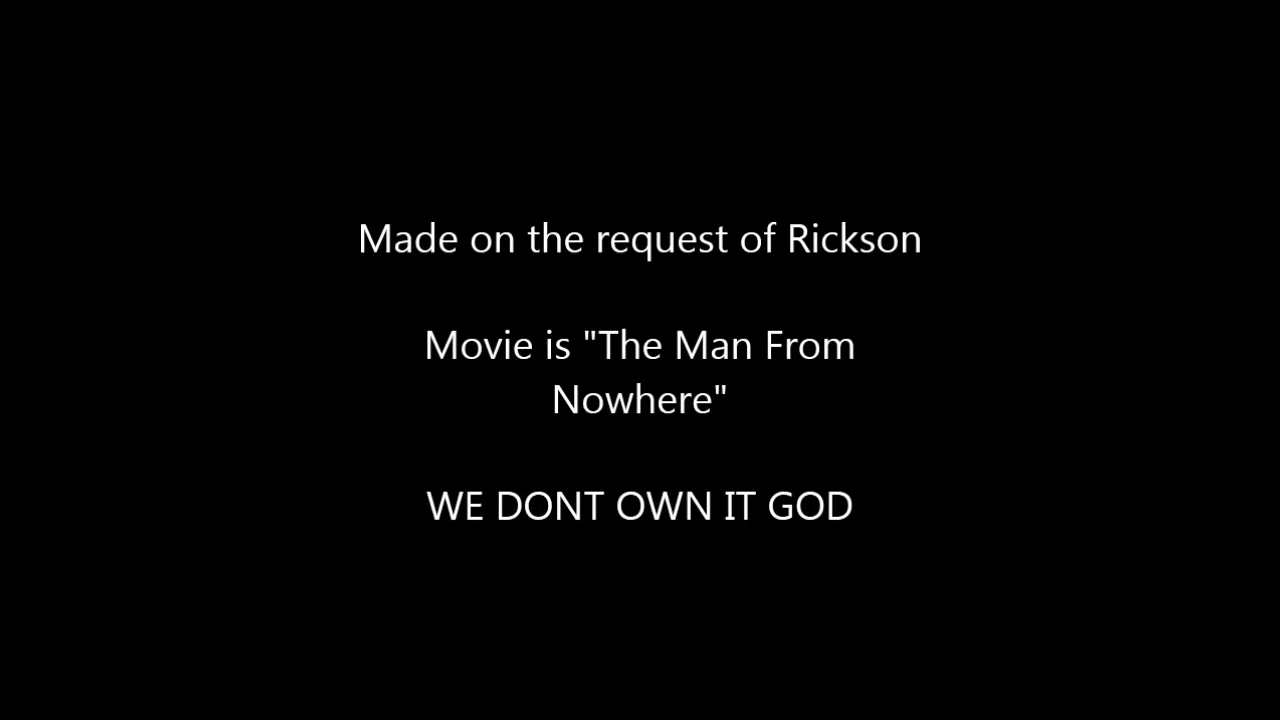 Made on the request of Rickson
Movie is "The Man From
Nowhere"
WE DONT OWN IT GOD